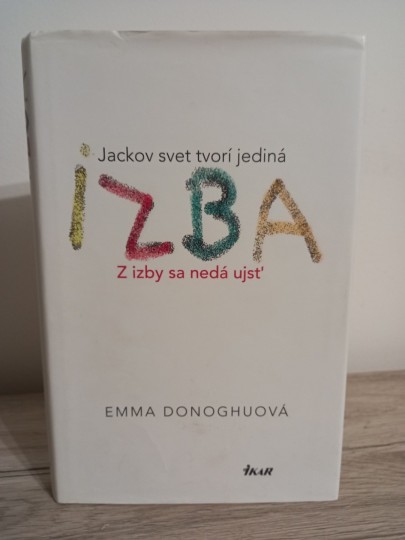 Jackov svet tvorí jediná
iZBA
Z izby sa nedá ujsť
EMMA DONOGHUOVÁ
IKAR